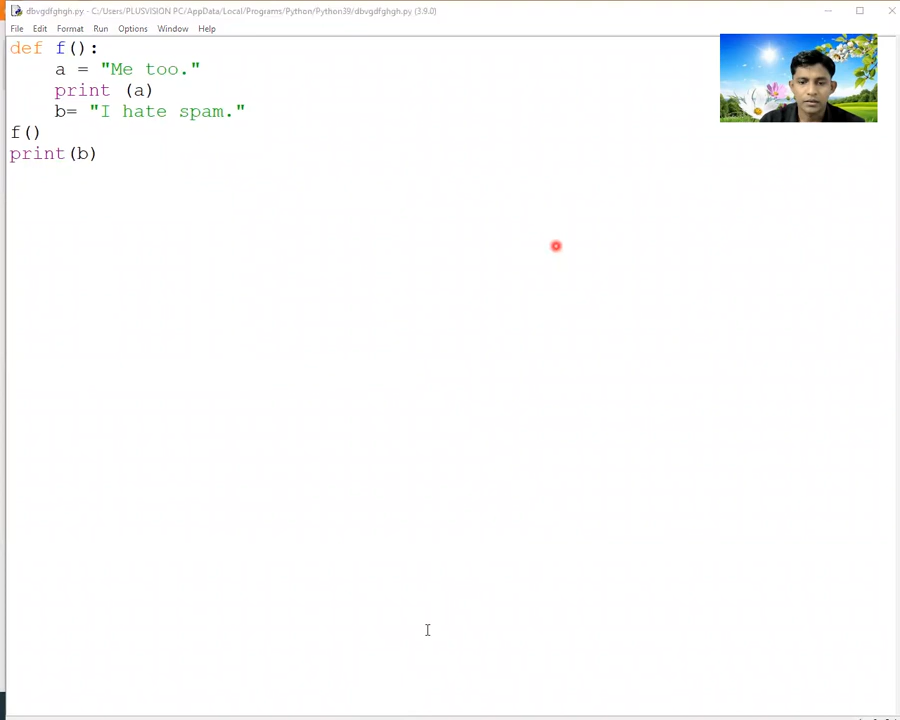 dbvgdfghgh.py - C:/Users/PLUSVISION PC/AppData/Local/Programs/Python/Python39/dbvgdfghgh.py (3.9.0)
File Edit Format Run Options Window Help
def f():
    a = "Me too."
    print (a)
    b= "I hate spam."
f()
print(b)